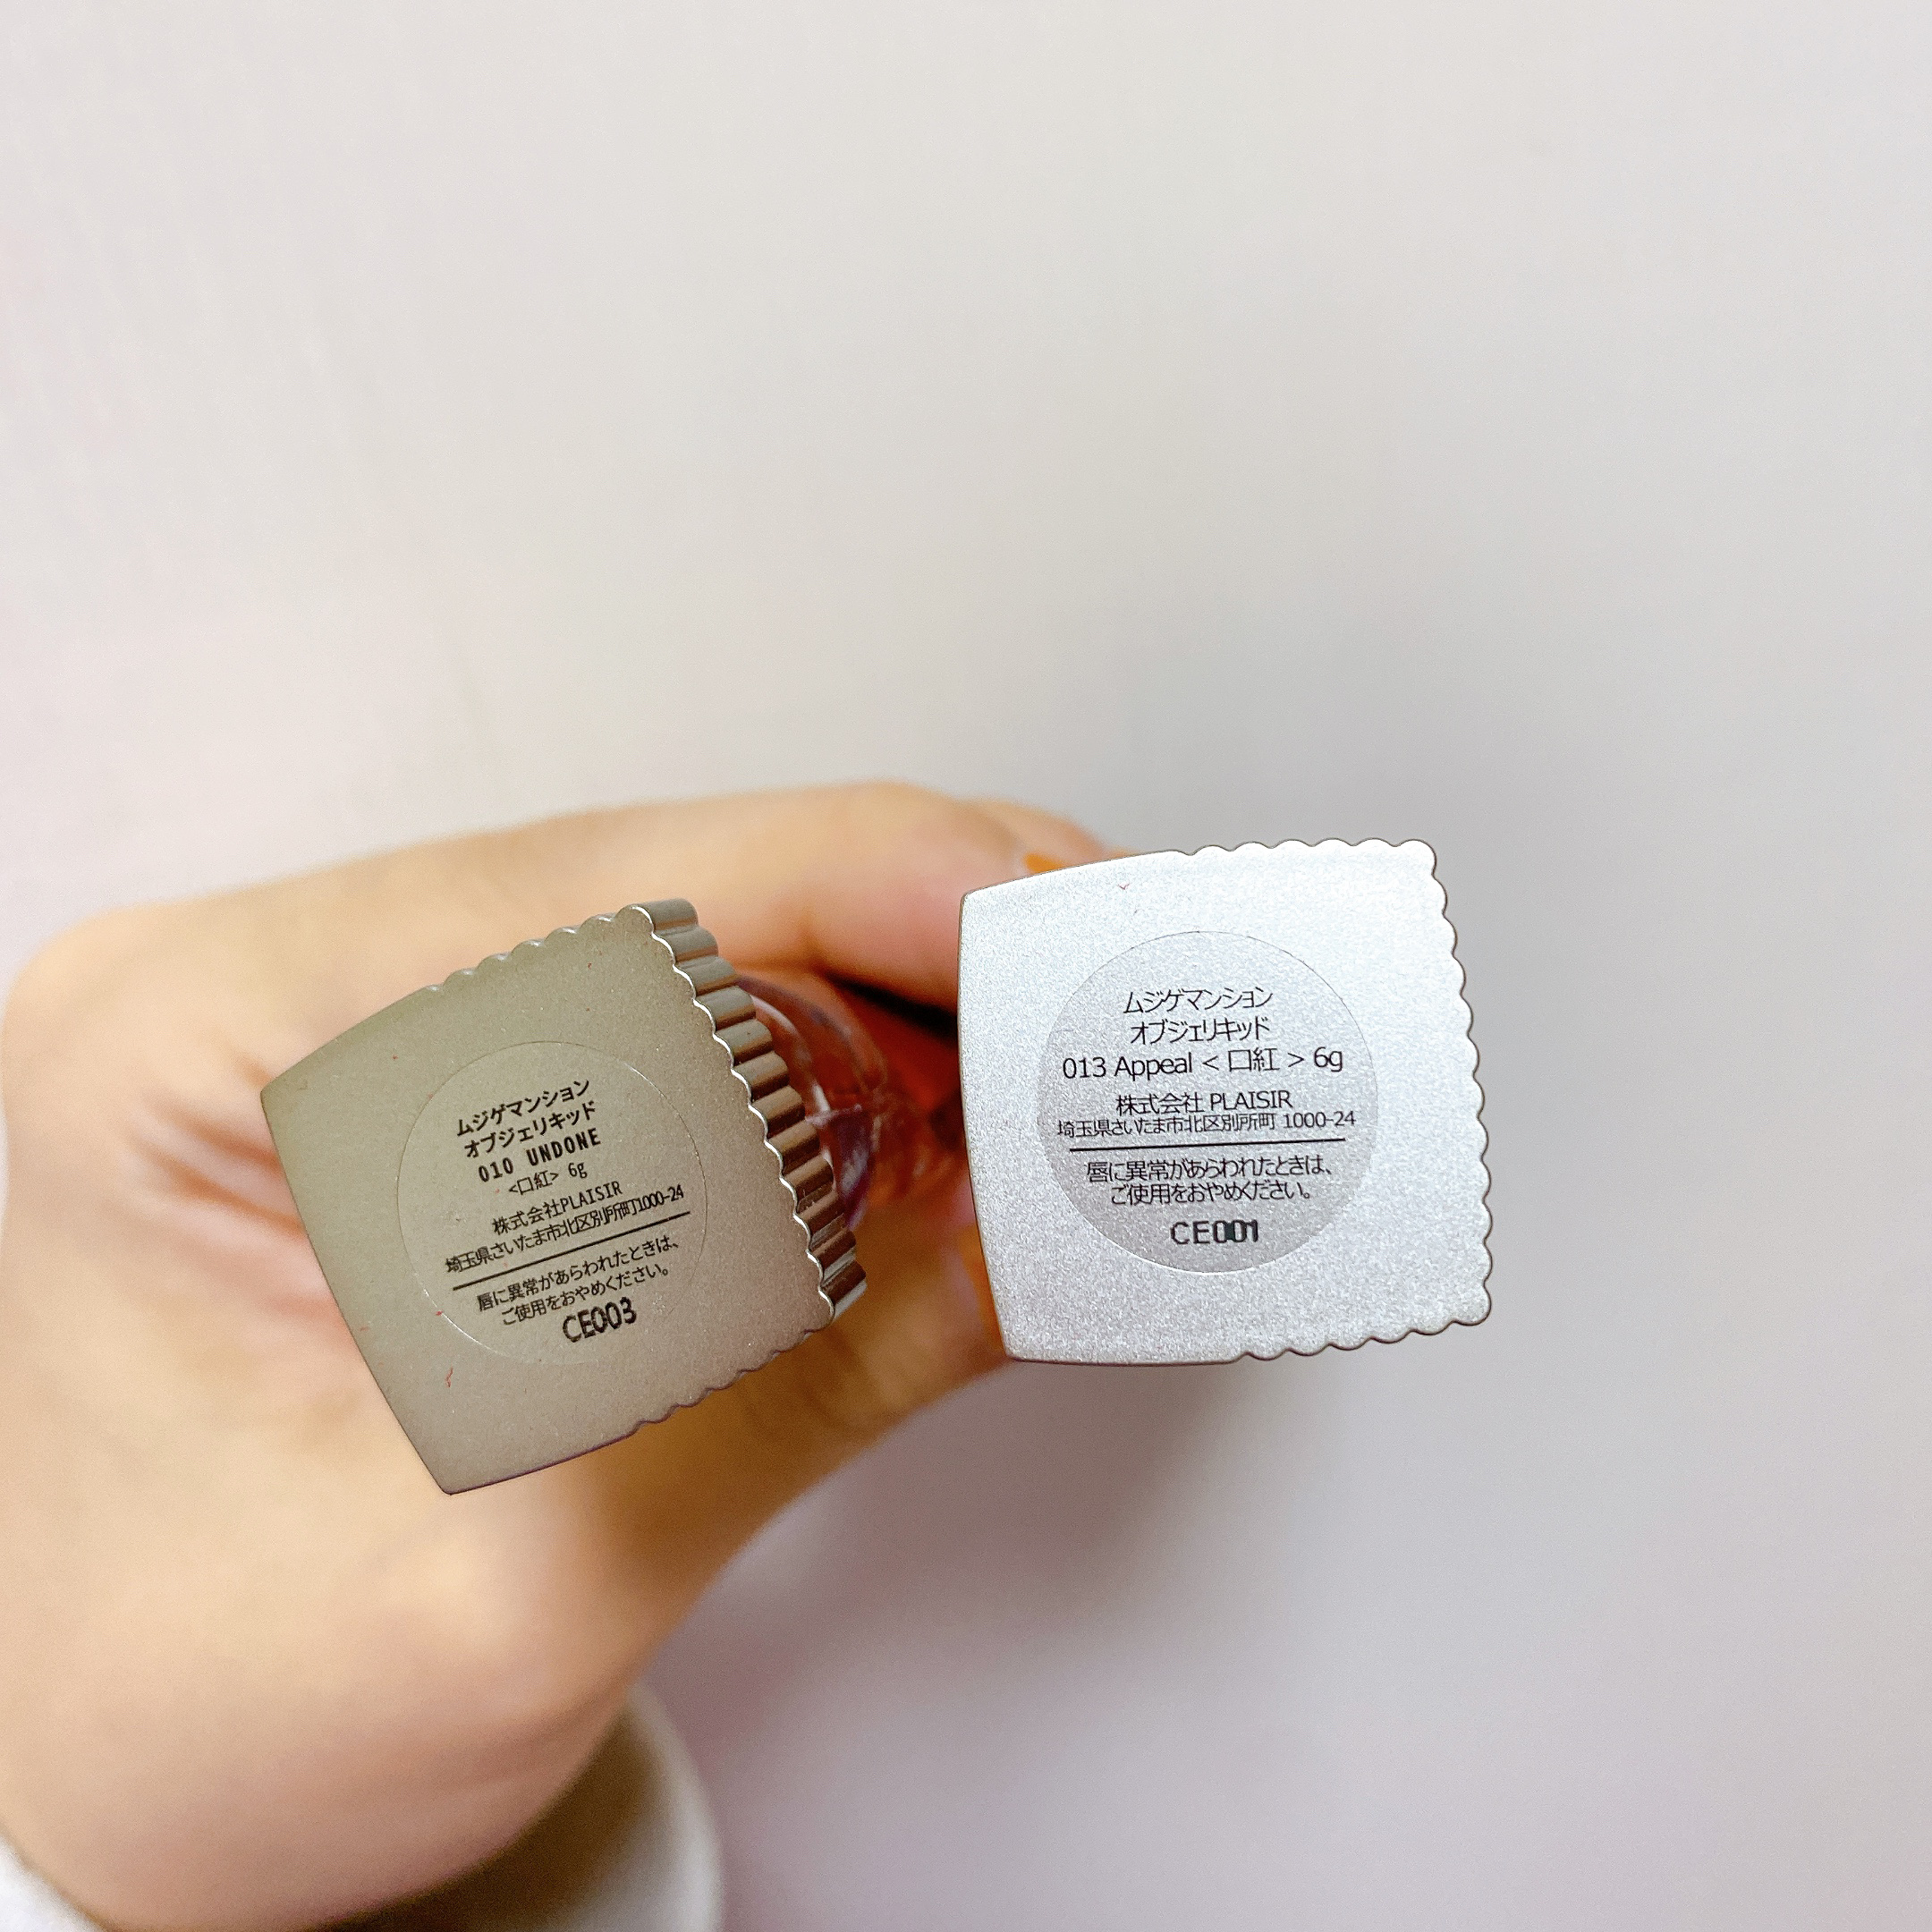 ムジゲマンション
オブジェリキッド
010 UNDONE
<口紅> 6g
株式会社PLAISIR
埼玉県さいたま市北区別所町1000-24
唇に異常があらわれたときは、
ご使用をおやめください。
CE003
ムジゲマンション
オブジェリキッド
013 Appeal < 口紅 > 6g
株式会社 PLAISIR
埼玉県さいたま市北区別所町 1000-24
唇に異常があらわれたときは、
ご使用をおやめください。
CE001